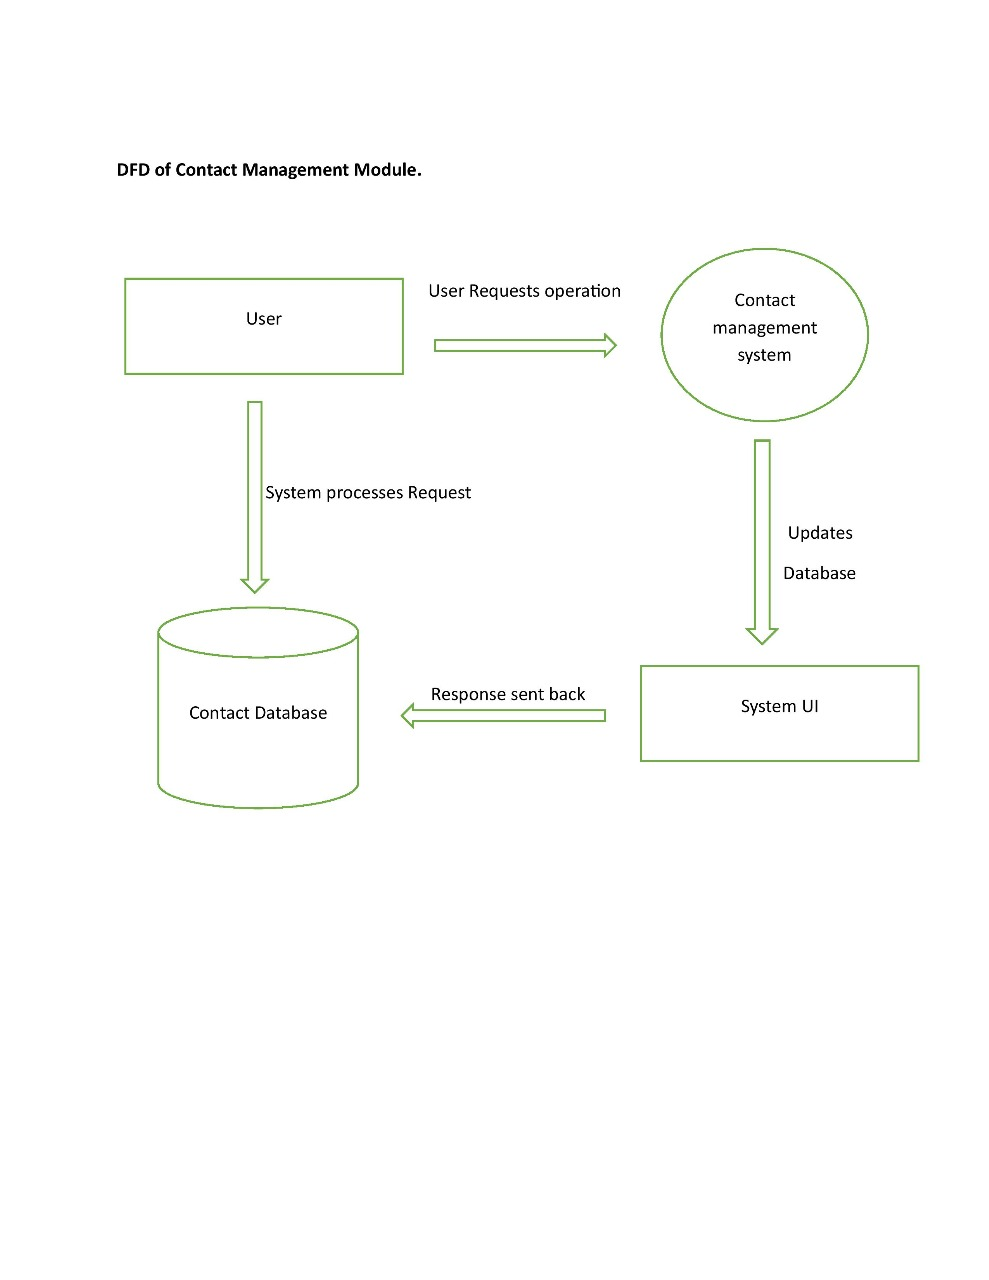 DFD of Contact Management Module.
User
User Requests operation
Contact
management
system
System processes Request
Updates
Database
Contact Database
Response sent back
System UI